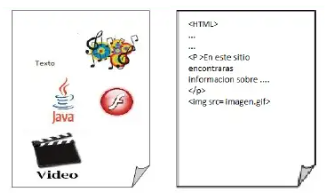 Texto
Java
Video
<HTML>
...
...
<P >En este sitio
encontraras
Informacion sobre ....
</p>
<img src= imagen.gif>